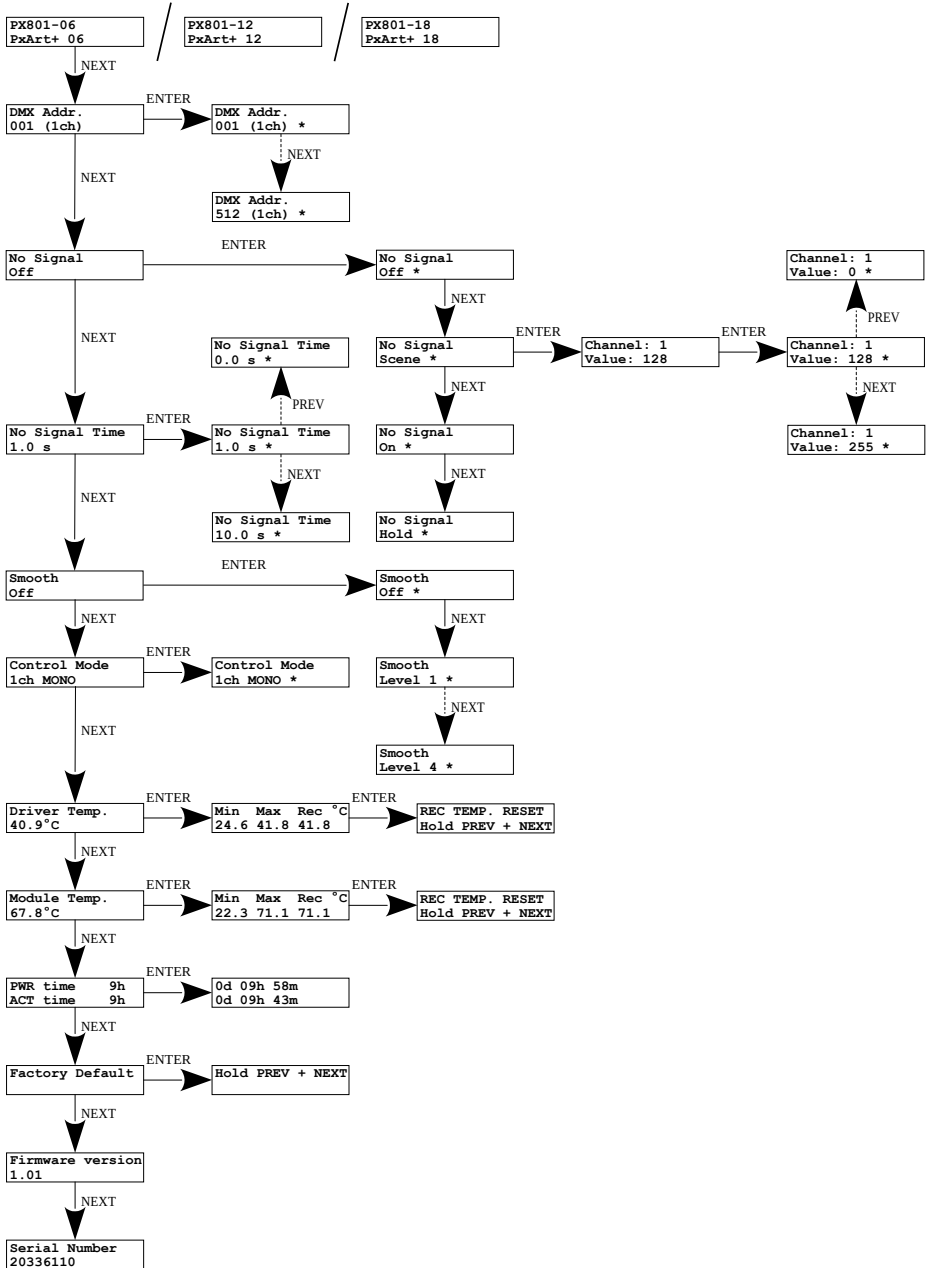 PX801-06
PxArt+ 06
/
PX801-12
PxArt+ 12
/
PX801-18
PxArt+ 18
NEXT
DMX Addr.
001 (1ch)
ENTER
DMX Addr.
001 (1ch) *
NEXT
DMX Addr.
512 (1ch) *
NEXT
No Signal
Off
ENTER
No Signal
Off *
NEXT
No Signal
Scene *
ENTER
Channel: 1
Value: 128
ENTER
Channel: 1
Value: 128 *
PREV
Channel: 1
Value: 0 *
NEXT
Channel: 1
Value: 255 *
NEXT
No Signal
On *
No Signal
Hold *
NEXT
No Signal Time
1.0 s
ENTER
No Signal Time
1.0 s *
PREV
No Signal Time
0.0 s *
NEXT
No Signal Time
10.0 s *
NEXT
Smooth
Off
ENTER
Smooth
Off *
NEXT
Smooth
Level 1 *
NEXT
Smooth
Level 4 *
NEXT
Control Mode
1ch MONO
ENTER
Control Mode
1ch MONO *
NEXT
Driver Temp.
40.9°C
ENTER
Min Max Rec °C
24.6 41.8 41.8
ENTER
REC TEMP. RESET
Hold PREV + NEXT
NEXT
Module Temp.
67.8°C
ENTER
Min Max Rec °C
22.3 71.1 71.1
ENTER
REC TEMP. RESET
Hold PREV + NEXT
NEXT
PWR time 9h
ACT time 9h
ENTER
0d 09h 58m
0d 09h 43m
NEXT
Factory Default
ENTER
Hold PREV + NEXT
NEXT
Firmware version
1.01
NEXT
Serial Number
20336110